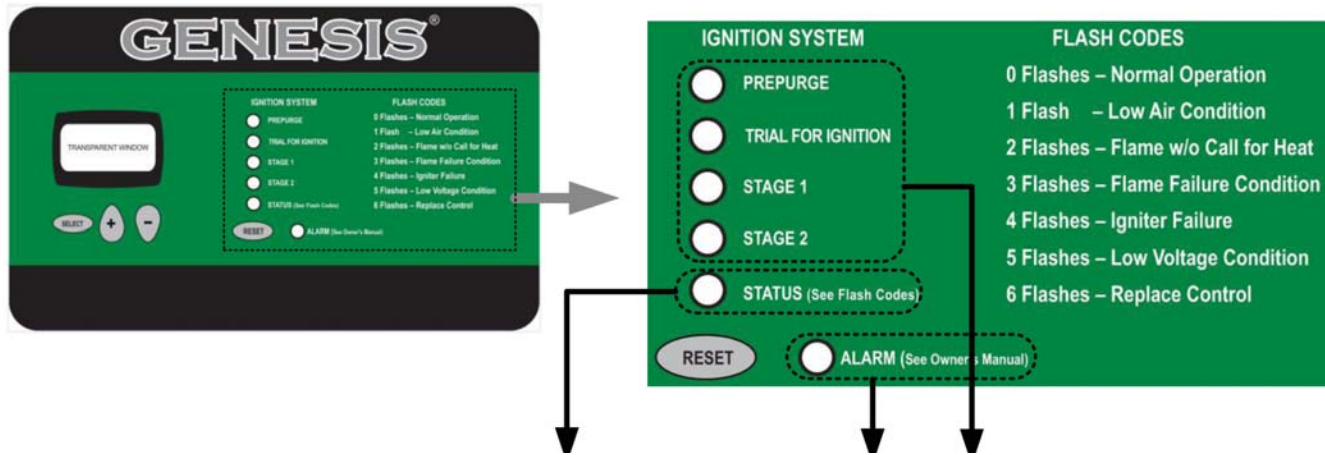 GENESIS®
TRANSPARENT WINDOW
SELECT
+
-
IGNITION SYSTEM
PREPURGE
TRIAL FOR IGNITION
STAGE 1
STAGE 2
STATUS (See Flash Codes)
RESET
ALARM (See Owner's Manual)
FLASH CODES
0 Flashes – Normal Operation
1 Flash – Low Air Condition
2 Flashes – Flame w/o Call for Heat
3 Flashes – Flame Failure Condition
4 Flashes – Igniter Failure
5 Flashes – Low Voltage Condition
6 Flashes – Replace Control
IGNITION SYSTEM
PREPURGE
TRIAL FOR IGNITION
STAGE 1
STAGE 2
STATUS (See Flash Codes)
RESET
ALARM (See Owner's Manual)
FLASH CODES
0 Flashes – Normal Operation
1 Flash – Low Air Condition
2 Flashes – Flame w/o Call for Heat
3 Flashes – Flame Failure Condition
4 Flashes – Igniter Failure
5 Flashes – Low Voltage Condition
6 Flashes – Replace Control